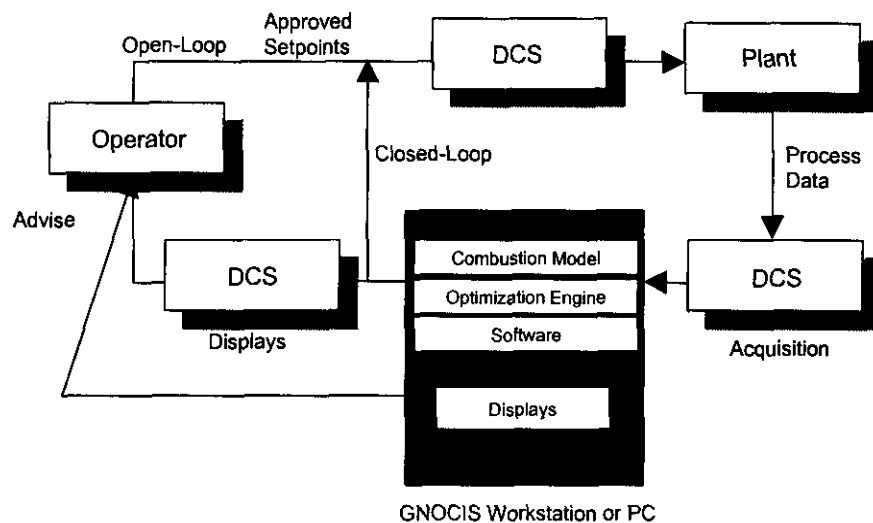 Open-Loop
Approved
Setpoints
DCS
Plant
Operator
Closed-Loop
Process
Data
Advise
DCS
Displays
Combustion Model
Optimization Engine
Software
Displays
DCS
Acquisition
GNOCIS Workstation or PC